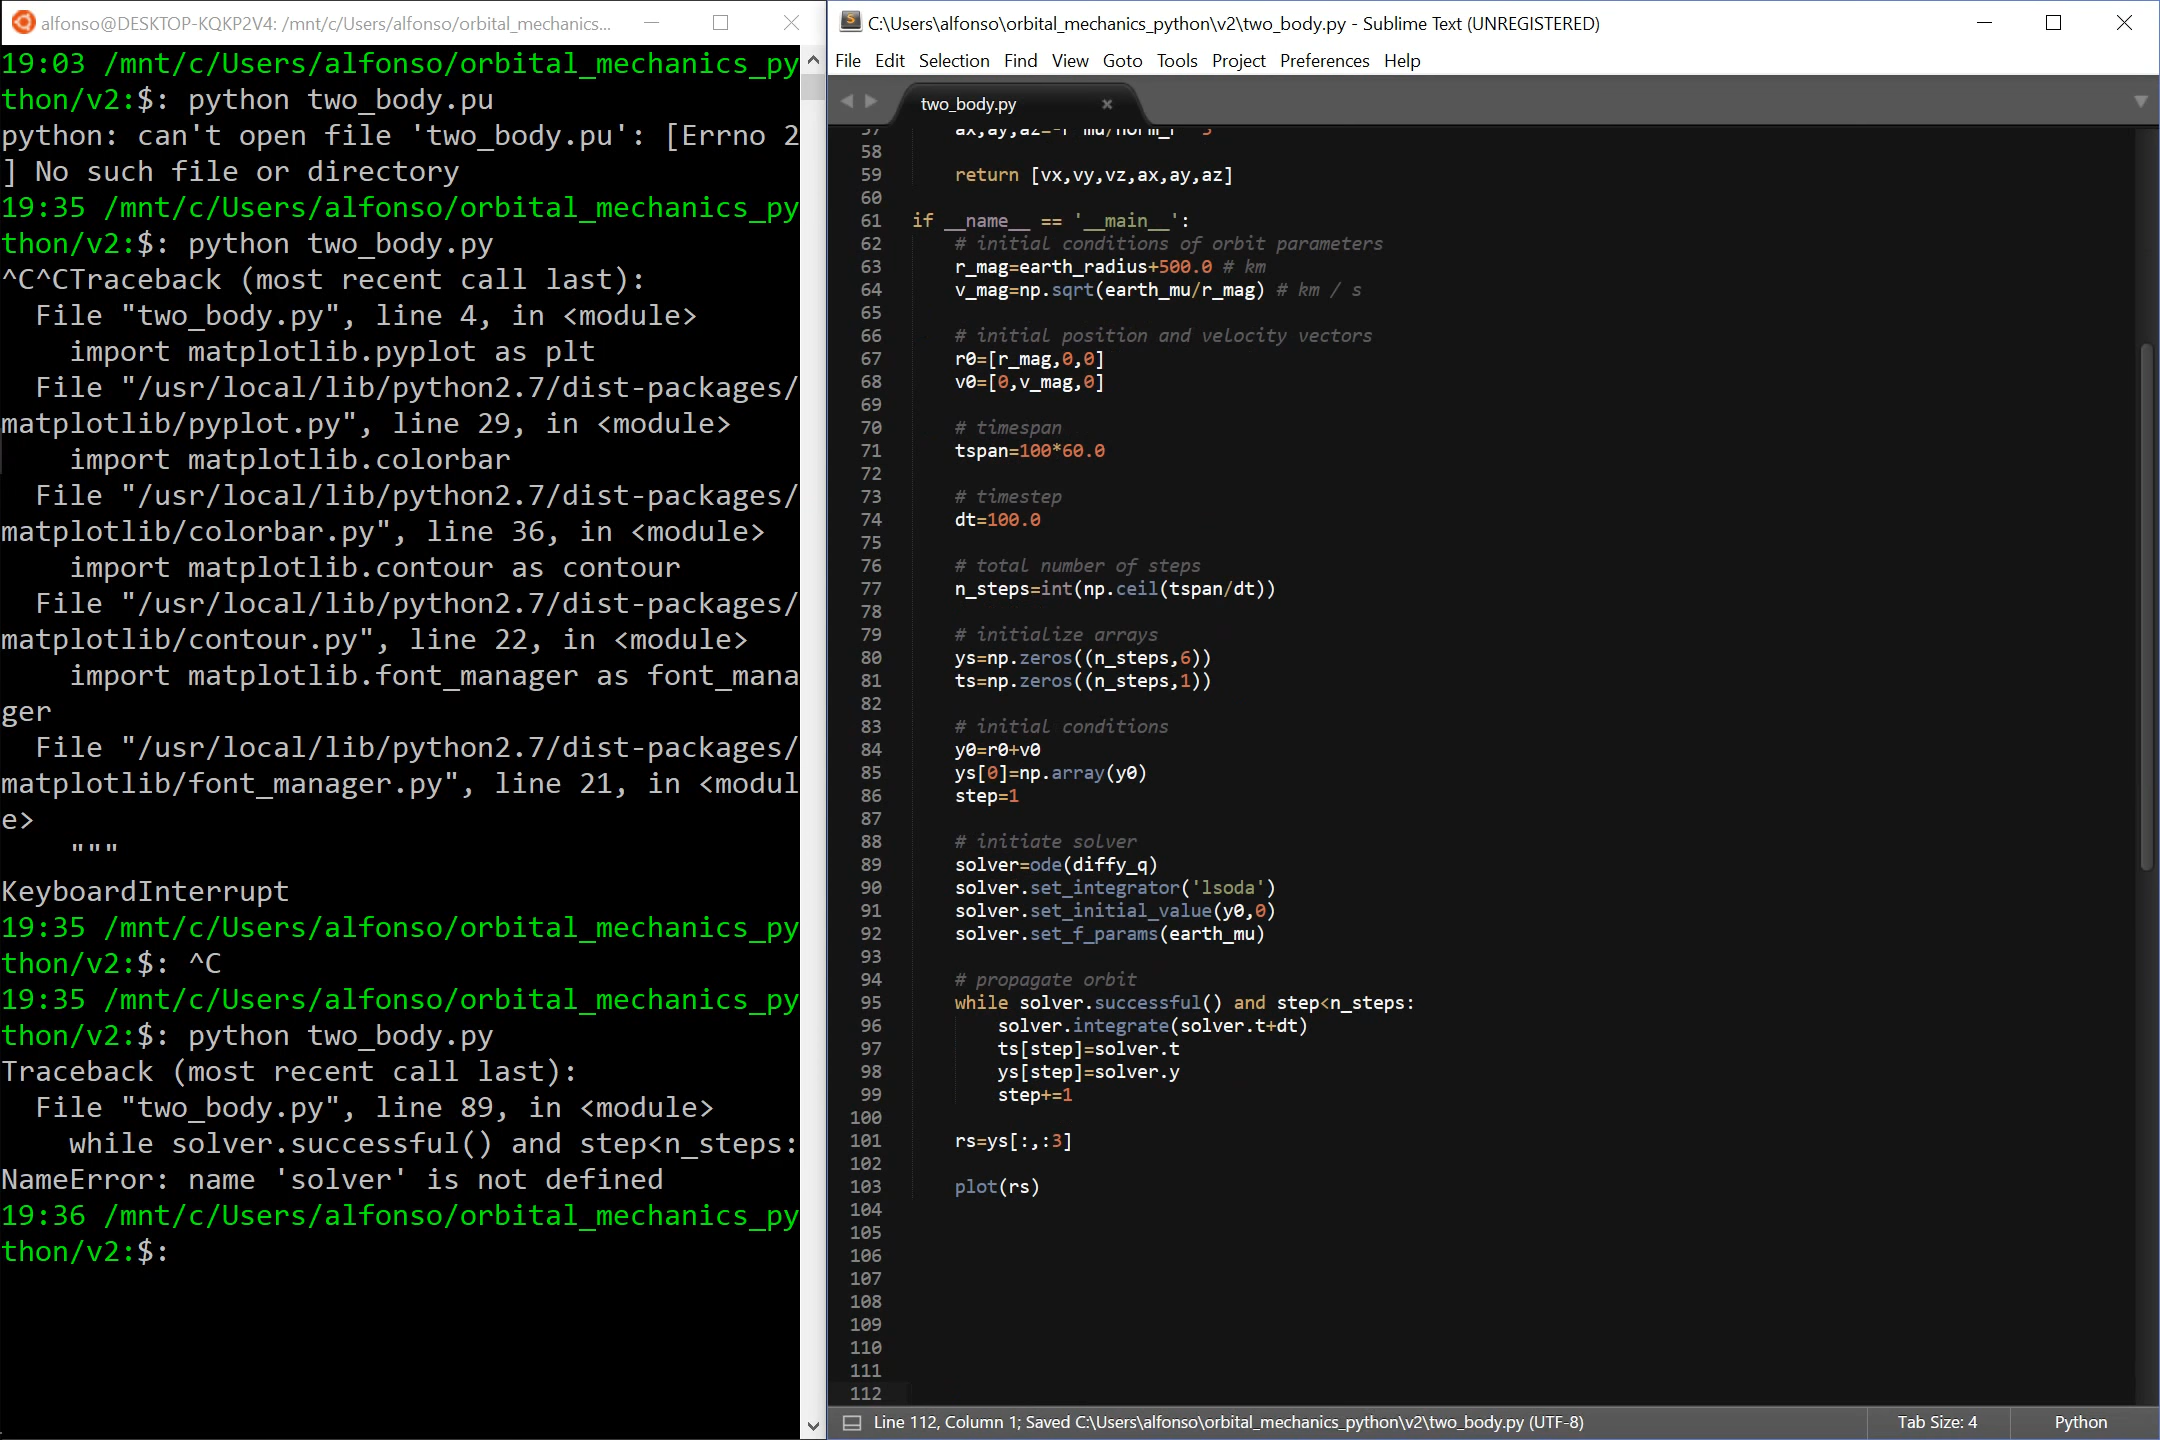 alfonso@DESKTOP-KQKP2V4: /mnt/c/Users/alfonso/orbital_mechanics...
19:03 /mnt/c/Users/alfonso/orbital_mechanics_py
thon/v2:$: python two_body.pu
python: can't open file 'two_body.pu': [Errno 2
] No such file or directory
19:35 /mnt/c/Users/alfonso/orbital_mechanics_py
thon/v2:$: python two_body.py
^C^CTraceback (most recent call last):
  File "two_body.py", line 4, in <module>
    import matplotlib.pyplot as plt
  File "/usr/local/lib/python2.7/dist-packages/
matplotlib/pyplot.py", line 29, in <module>
    import matplotlib.colorbar
  File "/usr/local/lib/python2.7/dist-packages/
matplotlib/colorbar.py", line 36, in <module>
    import matplotlib.contour as contour
  File "/usr/local/lib/python2.7/dist-packages/
matplotlib/contour.py", line 22, in <module>
    import matplotlib.font_manager as font_mana
ger
  File "/usr/local/lib/python2.7/dist-packages/
matplotlib/font_manager.py", line 21, in <modul
e>
    """
KeyboardInterrupt
19:35 /mnt/c/Users/alfonso/orbital_mechanics_py
thon/v2:$: ^C
19:35 /mnt/c/Users/alfonso/orbital_mechanics_py
thon/v2:$: python two_body.py
Traceback (most recent call last):
  File "two_body.py", line 89, in <module>
    while solver.successful() and step<n_steps:
NameError: name 'solver' is not defined
19:36 /mnt/c/Users/alfonso/orbital_mechanics_py
thon/v2:$:
C:\Users\alfonso\orbital_mechanics_python\v2\two_body.py - Sublime Text (UNREGISTERED)
File Edit Selection Find View Goto Tools Project Preferences Help
two_body.py
57
58
59     return [vx,vy,vz,ax,ay,az]
60
61 if __name__ == '__main__':
62     # initial conditions of orbit parameters
63     r_mag=earth_radius+500.0 # km
64     v_mag=np.sqrt(earth_mu/r_mag) # km / s
65
66     # initial position and velocity vectors
67     r0=[r_mag,0,0]
68     v0=[0,v_mag,0]
69
70     # timespan
71     tspan=100*60.0
72
73     # timestep
74     dt=100.0
75
76     # total number of steps
77     n_steps=int(np.ceil(tspan/dt))
78
79     # initialize arrays
80     ys=np.zeros((n_steps,6))
81     ts=np.zeros((n_steps,1))
82
83     # initial conditions
84     y0=r0+v0
85     ys[0]=np.array(y0)
86     step=1
87
88     # initiate solver
89     solver=ode(diffy_q)
90     solver.set_integrator('lsoda')
91     solver.set_initial_value(y0,0)
92     solver.set_f_params(earth_mu)
93
94     # propagate orbit
95     while solver.successful() and step<n_steps:
96         solver.integrate(solver.t+dt)
97         ts[step]=solver.t
98         ys[step]=solver.y
99         step+=1
100
101     rs=ys[:,:3]
102
103     plot(rs)
104
105
106
107
108
109
110
111
112
Line 112, Column 1; Saved C:\Users\alfonso\orbital_mechanics_python\v2\two_body.py (UTF-8)
Tab Size: 4
Python